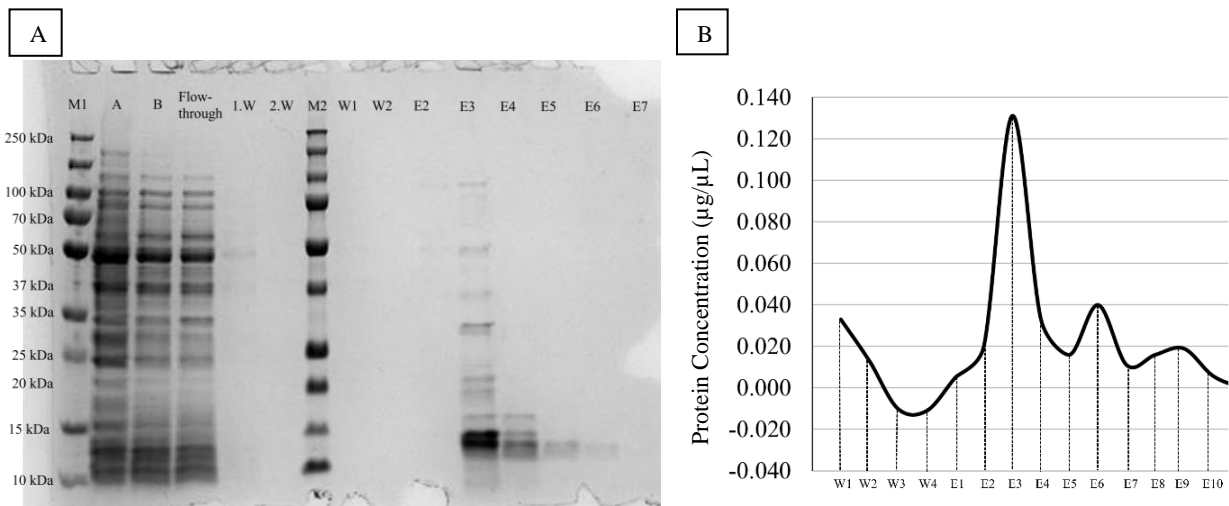 A
B
M1 A B Flow-through 1.W 2.W M2 W1 W2 E2 E3 E4 E5 E6 E7
250 kDa
100 kDa
70 kDa
50 kDa
37 kDa
35 kDa
25 kDa
20 kDa
15 kDa
10 kDa
Protein Concentration (µg/µL)
0.140
0.120
0.100
0.080
0.060
0.040
0.020
0.000
-0.020
-0.040
W1 W2 W3 W4 E1 E2 E3 E4 E5 E6 E7 E8 E9 E10